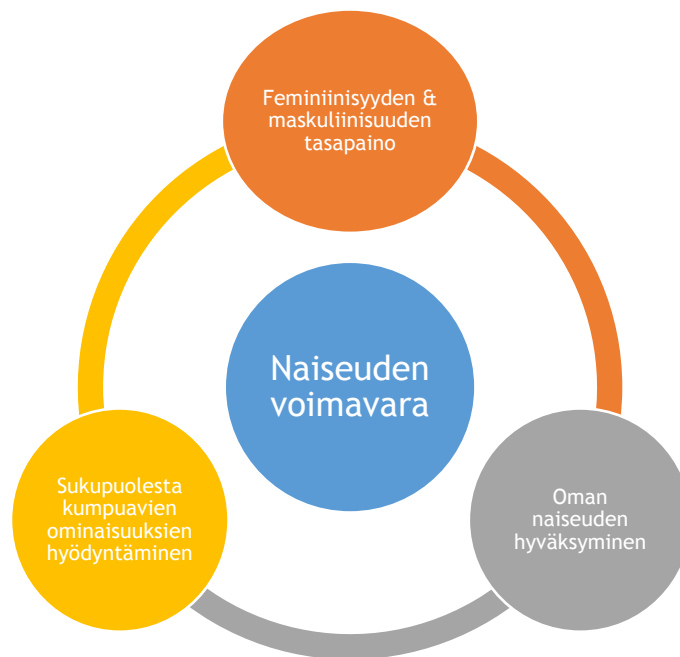 Feminiinisyyden &
maskuliinisuuden
tasapaino
Naiseuden
voimavara
Sukupuolesta
kumpuavien
ominaisuuksien
hyödyntäminen
Oman
naiseuden
hyväksyminen